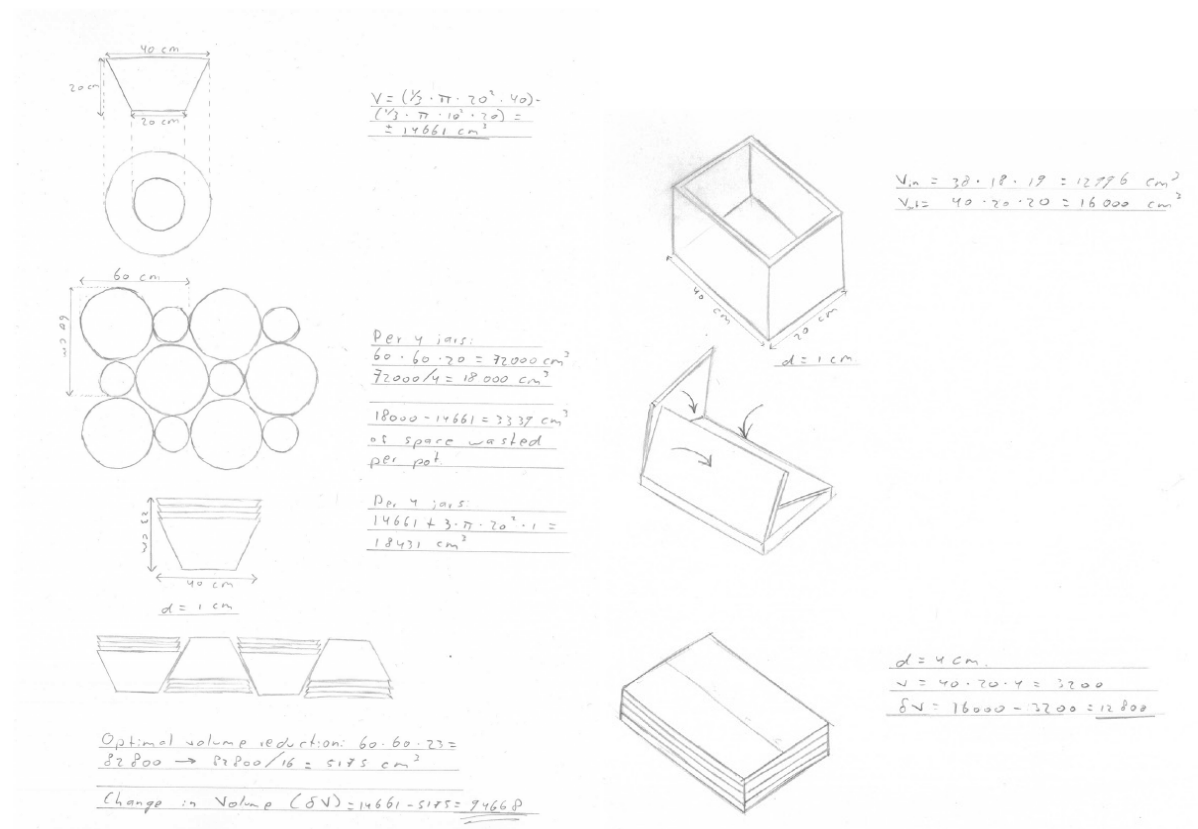 40 cm
20 cm
20 cm
V = (1/3 · π · 20² · 40) -
(1/3 · π · 10² · 20) =
± 14661 cm³
60 cm
60 cm
Per 4 jars:
60 · 60 · 20 = 72000 cm³
72000/4 = 18 000 cm³
18000 - 14661 = 3339 cm³
of space wasted
per pot.
23 cm
40 cm
d = 1 cm
Per 4 jars:
14661 + 3 · π · 20² · 1 =
18431 cm³
Optimal volume reduction: 60 · 60 · 23 =
82 800 → 82800/16 = 5175 cm³
Change in Volume (δV) = 14661 - 5175 = 94668
40 cm
20 cm
d = 1 cm
Vin = 38 · 18 · 19 = 12996 cm³
40 · 20 · 20 = 16 000 cm³
d = 4 cm.
V = 40 · 20 · 4 = 3200
δV = 16000 - 3200 = 12 800